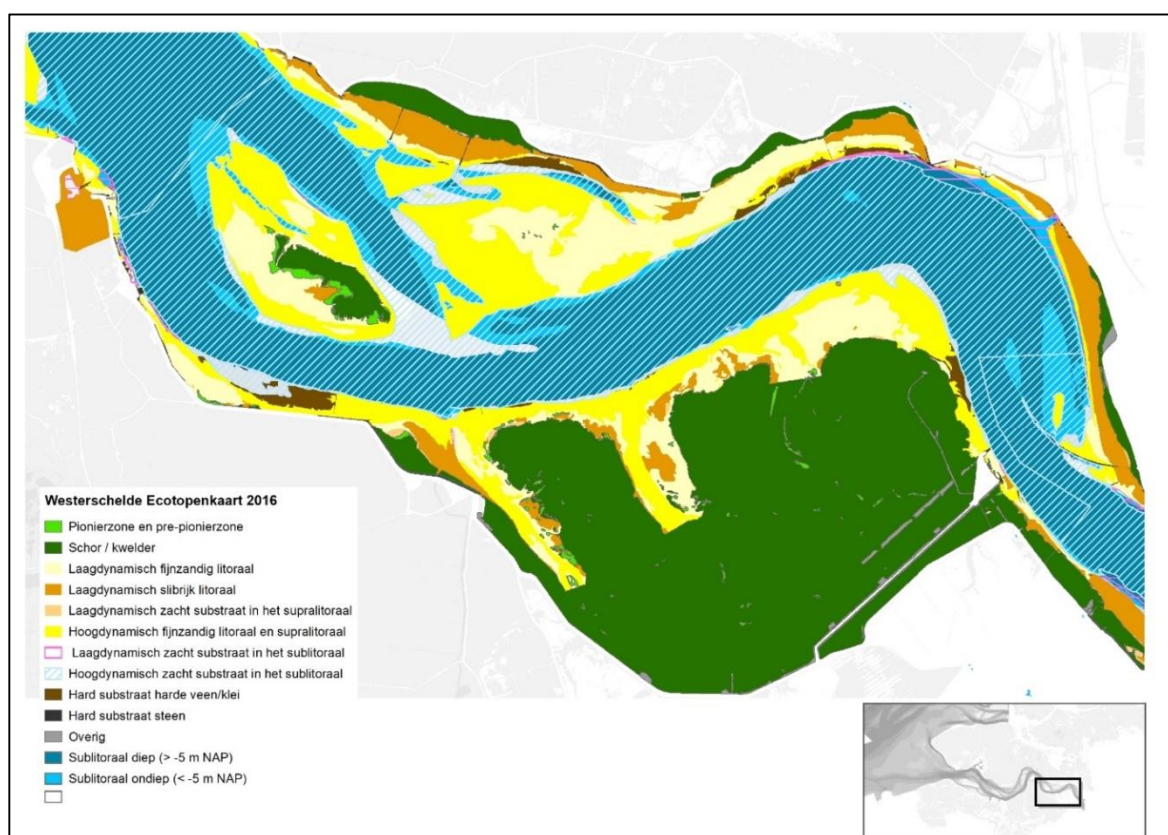 Westerschelde Ecotopenkaart 2016
Pionierzone en pre-pionierzone
Schor / kwelder
Laagdynamisch fijnzandig litoraal
Laagdynamisch slibrijk litoraal
Laagdynamisch zacht substraat in het supralitoraal
Hoogdynamisch fijnzandig litoraal en supralitoraal
Laagdynamisch zacht substraat in het sublitoraal
Hoogdynamisch zacht substraat in het sublitoraal
Hard substraat harde veen/klei
Hard substraat steen
Overig
Sublitoraal diep (> -5 m NAP)
Sublitoraal ondiep (< -5 m NAP)